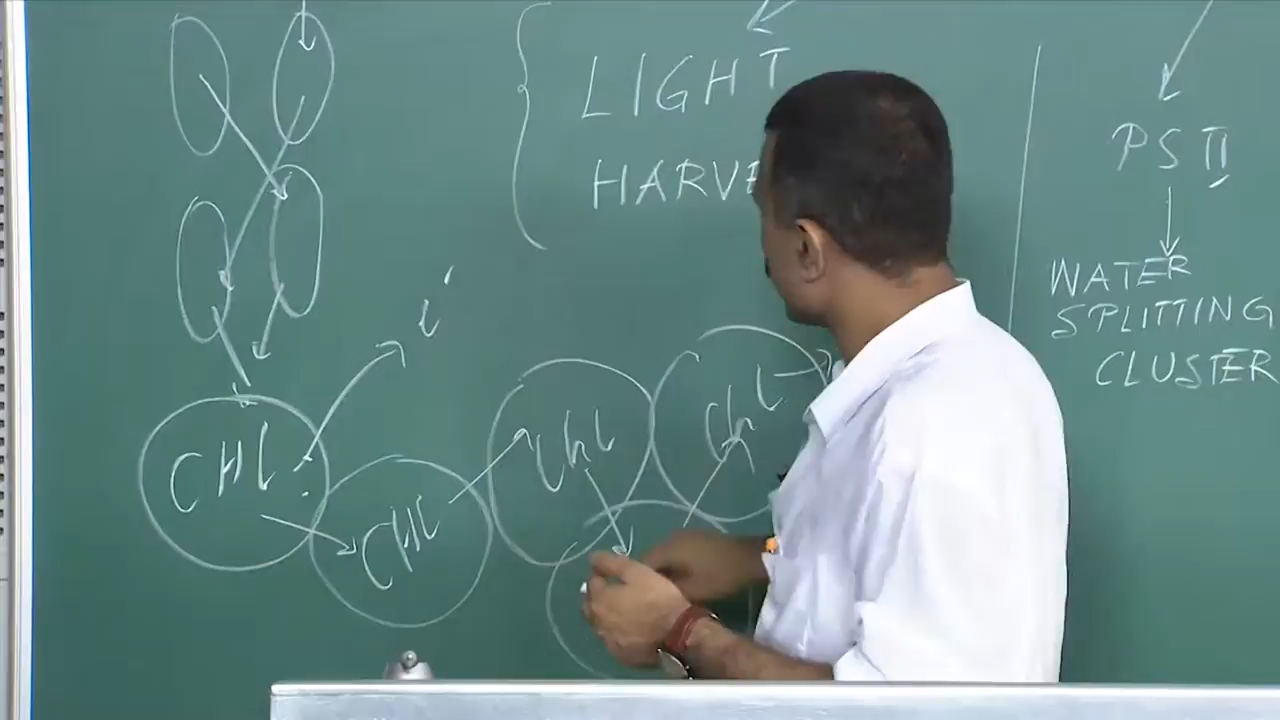 LIGHT
HARVE
PS II
WATER
SPLITTING
CLUSTER
i
CHL
CHL
Chl
Chl